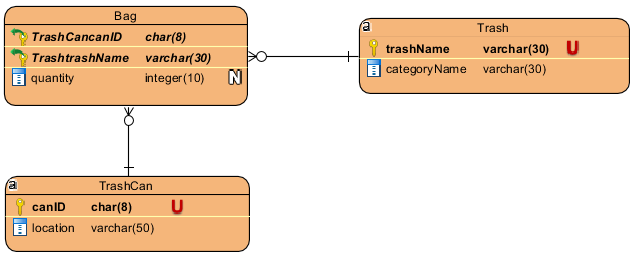 Bag
TrashCancanID char(8)
TrashtrashName varchar(30)
quantity integer(10) N
a
Trash
trashName varchar(30) U
categoryName varchar(30)
a
TrashCan
canID char(8) U
location varchar(50)